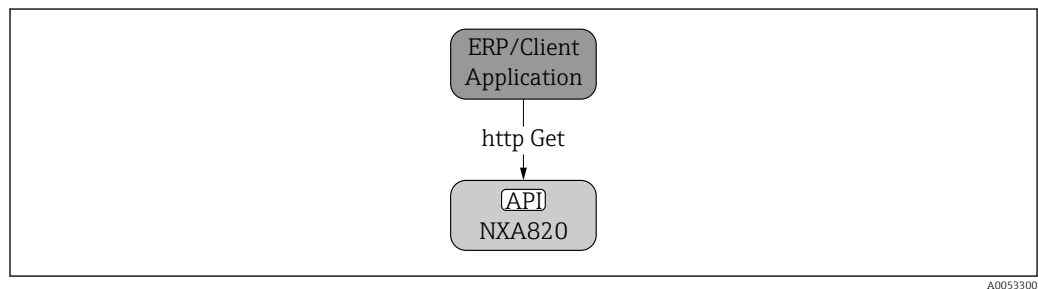 ERP/Client
Application
http Get
API
NXA820
A0053300